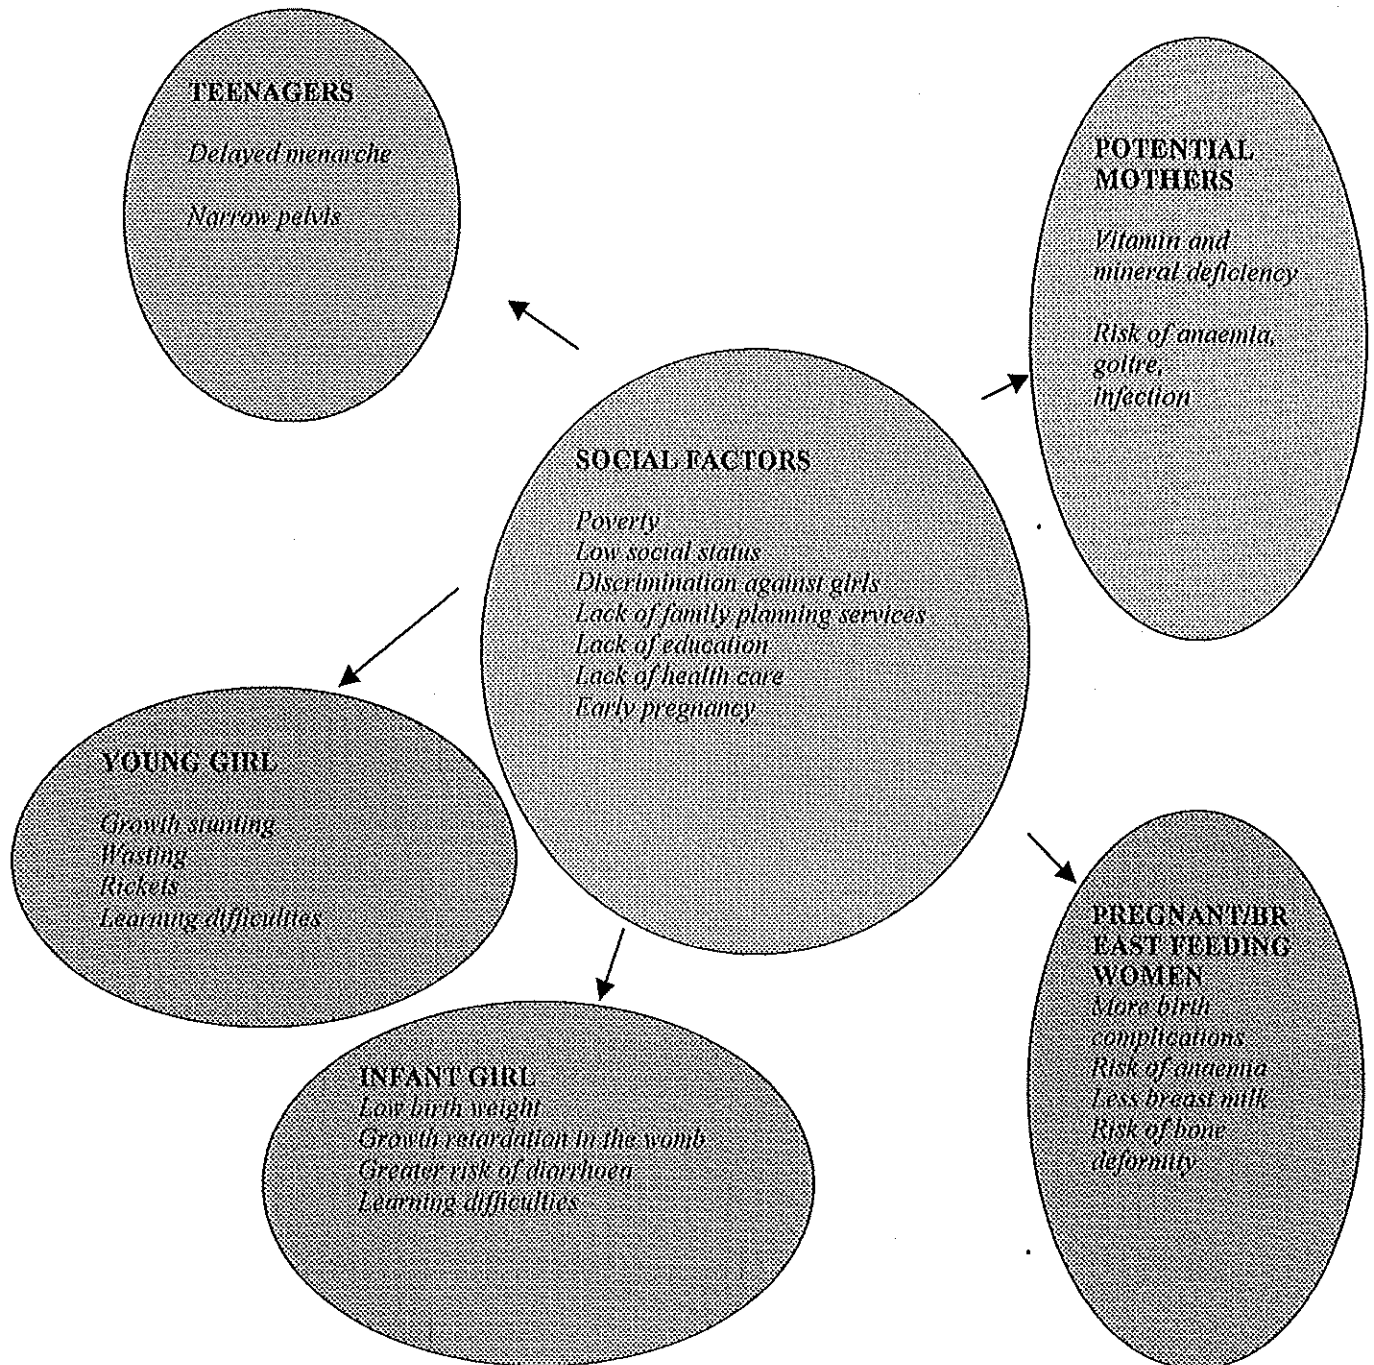 TEENAGERS
Delayed menarche
Narrow pelvis
POTENTIAL
MOTHERS
Vitamin and
mineral deficiency
Risk of anaemia,
goitre,
infection
SOCIAL FACTORS
Poverty
Low social status
Discrimination against girls
Lack of family planning services
Lack of education
Lack of health care
Early pregnancy
YOUNG GIRL
Growth stunting
Wasting
Rickets
Learning difficulties
PREGNANT/BR
EAST FEEDING
WOMEN
More birth
complications
Risk of anaemia
Less breast milk
Risk of bone
deformity
INFANT GIRL
Low birth weight
Growth retardation in the womb
Greater risk of diarrhoea
Learning difficulties